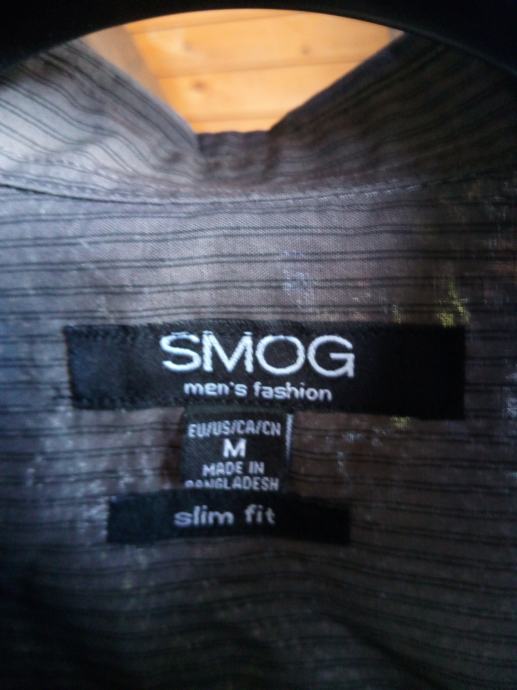 SMOG
men's fashion
EU/US/CA/CN
M
MADE IN
BANGLADESH
slim fit